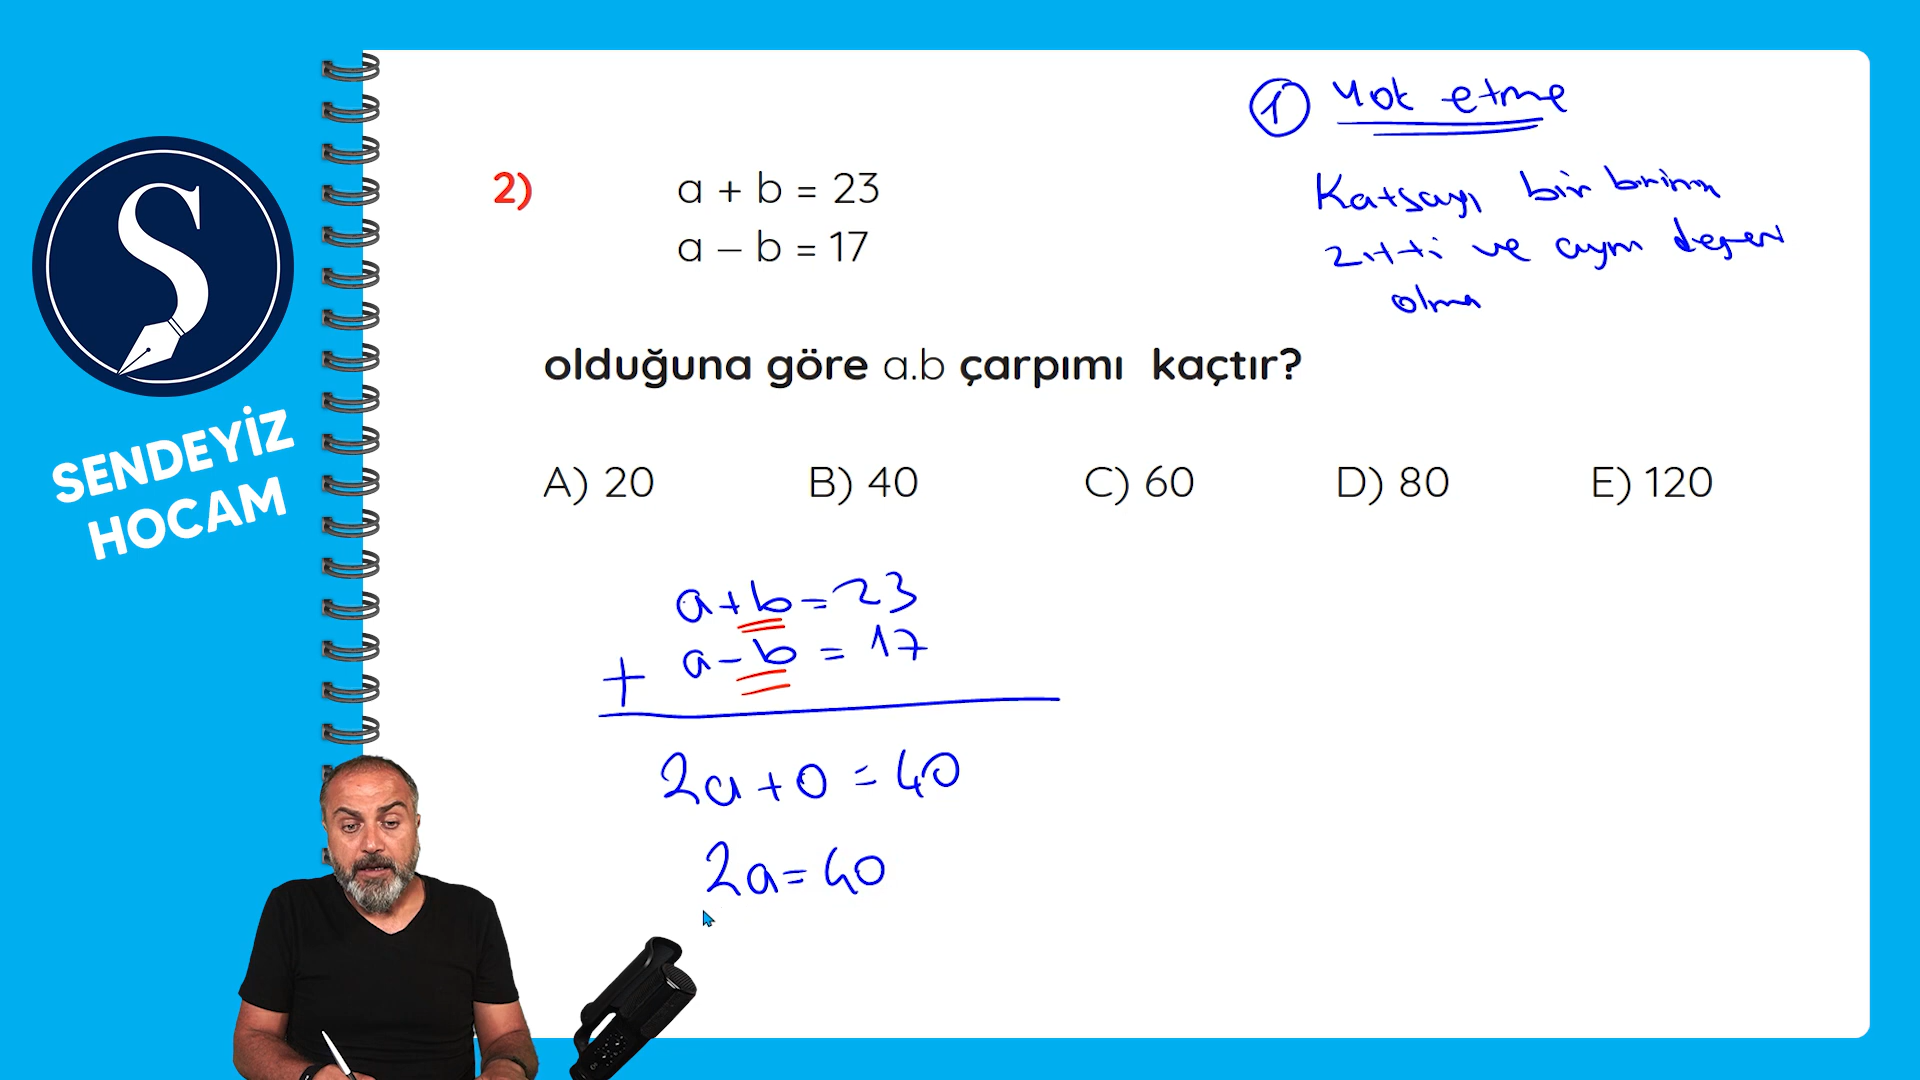 SENDEYİZ
HOCAM
① Yok etme
Katsayı bir birinin
zıttı ve aynı değer
olma
2) a + b = 23
a − b = 17
olduğuna göre a.b çarpımı kaçtır?
A) 20 B) 40 C) 60 D) 80 E) 120
a+b=23
+ a−b = 17
2a+0 = 40
2a=40